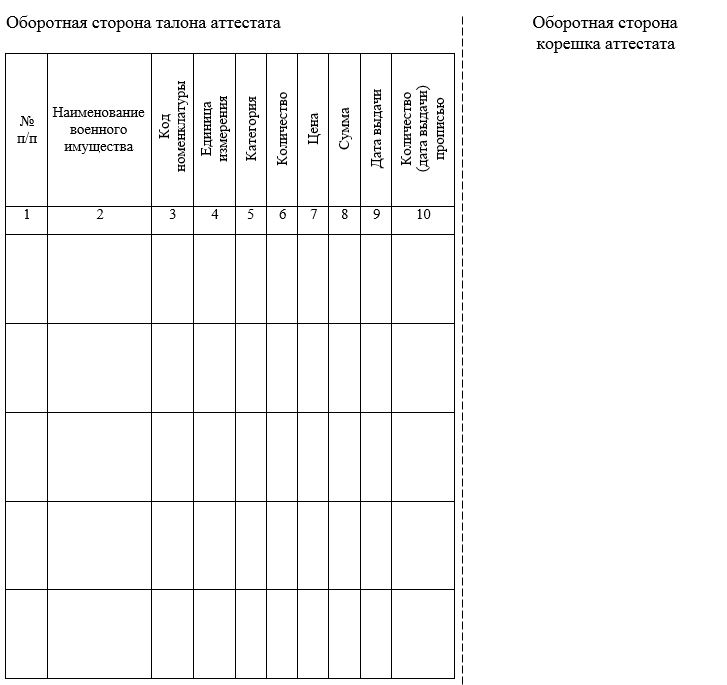 Оборотная сторона талона аттестата
Оборотная сторона
корешка аттестата
№
п/п
Наименование
военного
имущества
Код
номенклатуры
Единица
измерения
Категория
Количество
Цена
Сумма
Дата выдачи
Количество
(дата выдачи)
прописью
1 2 3 4 5 6 7 8 9 10